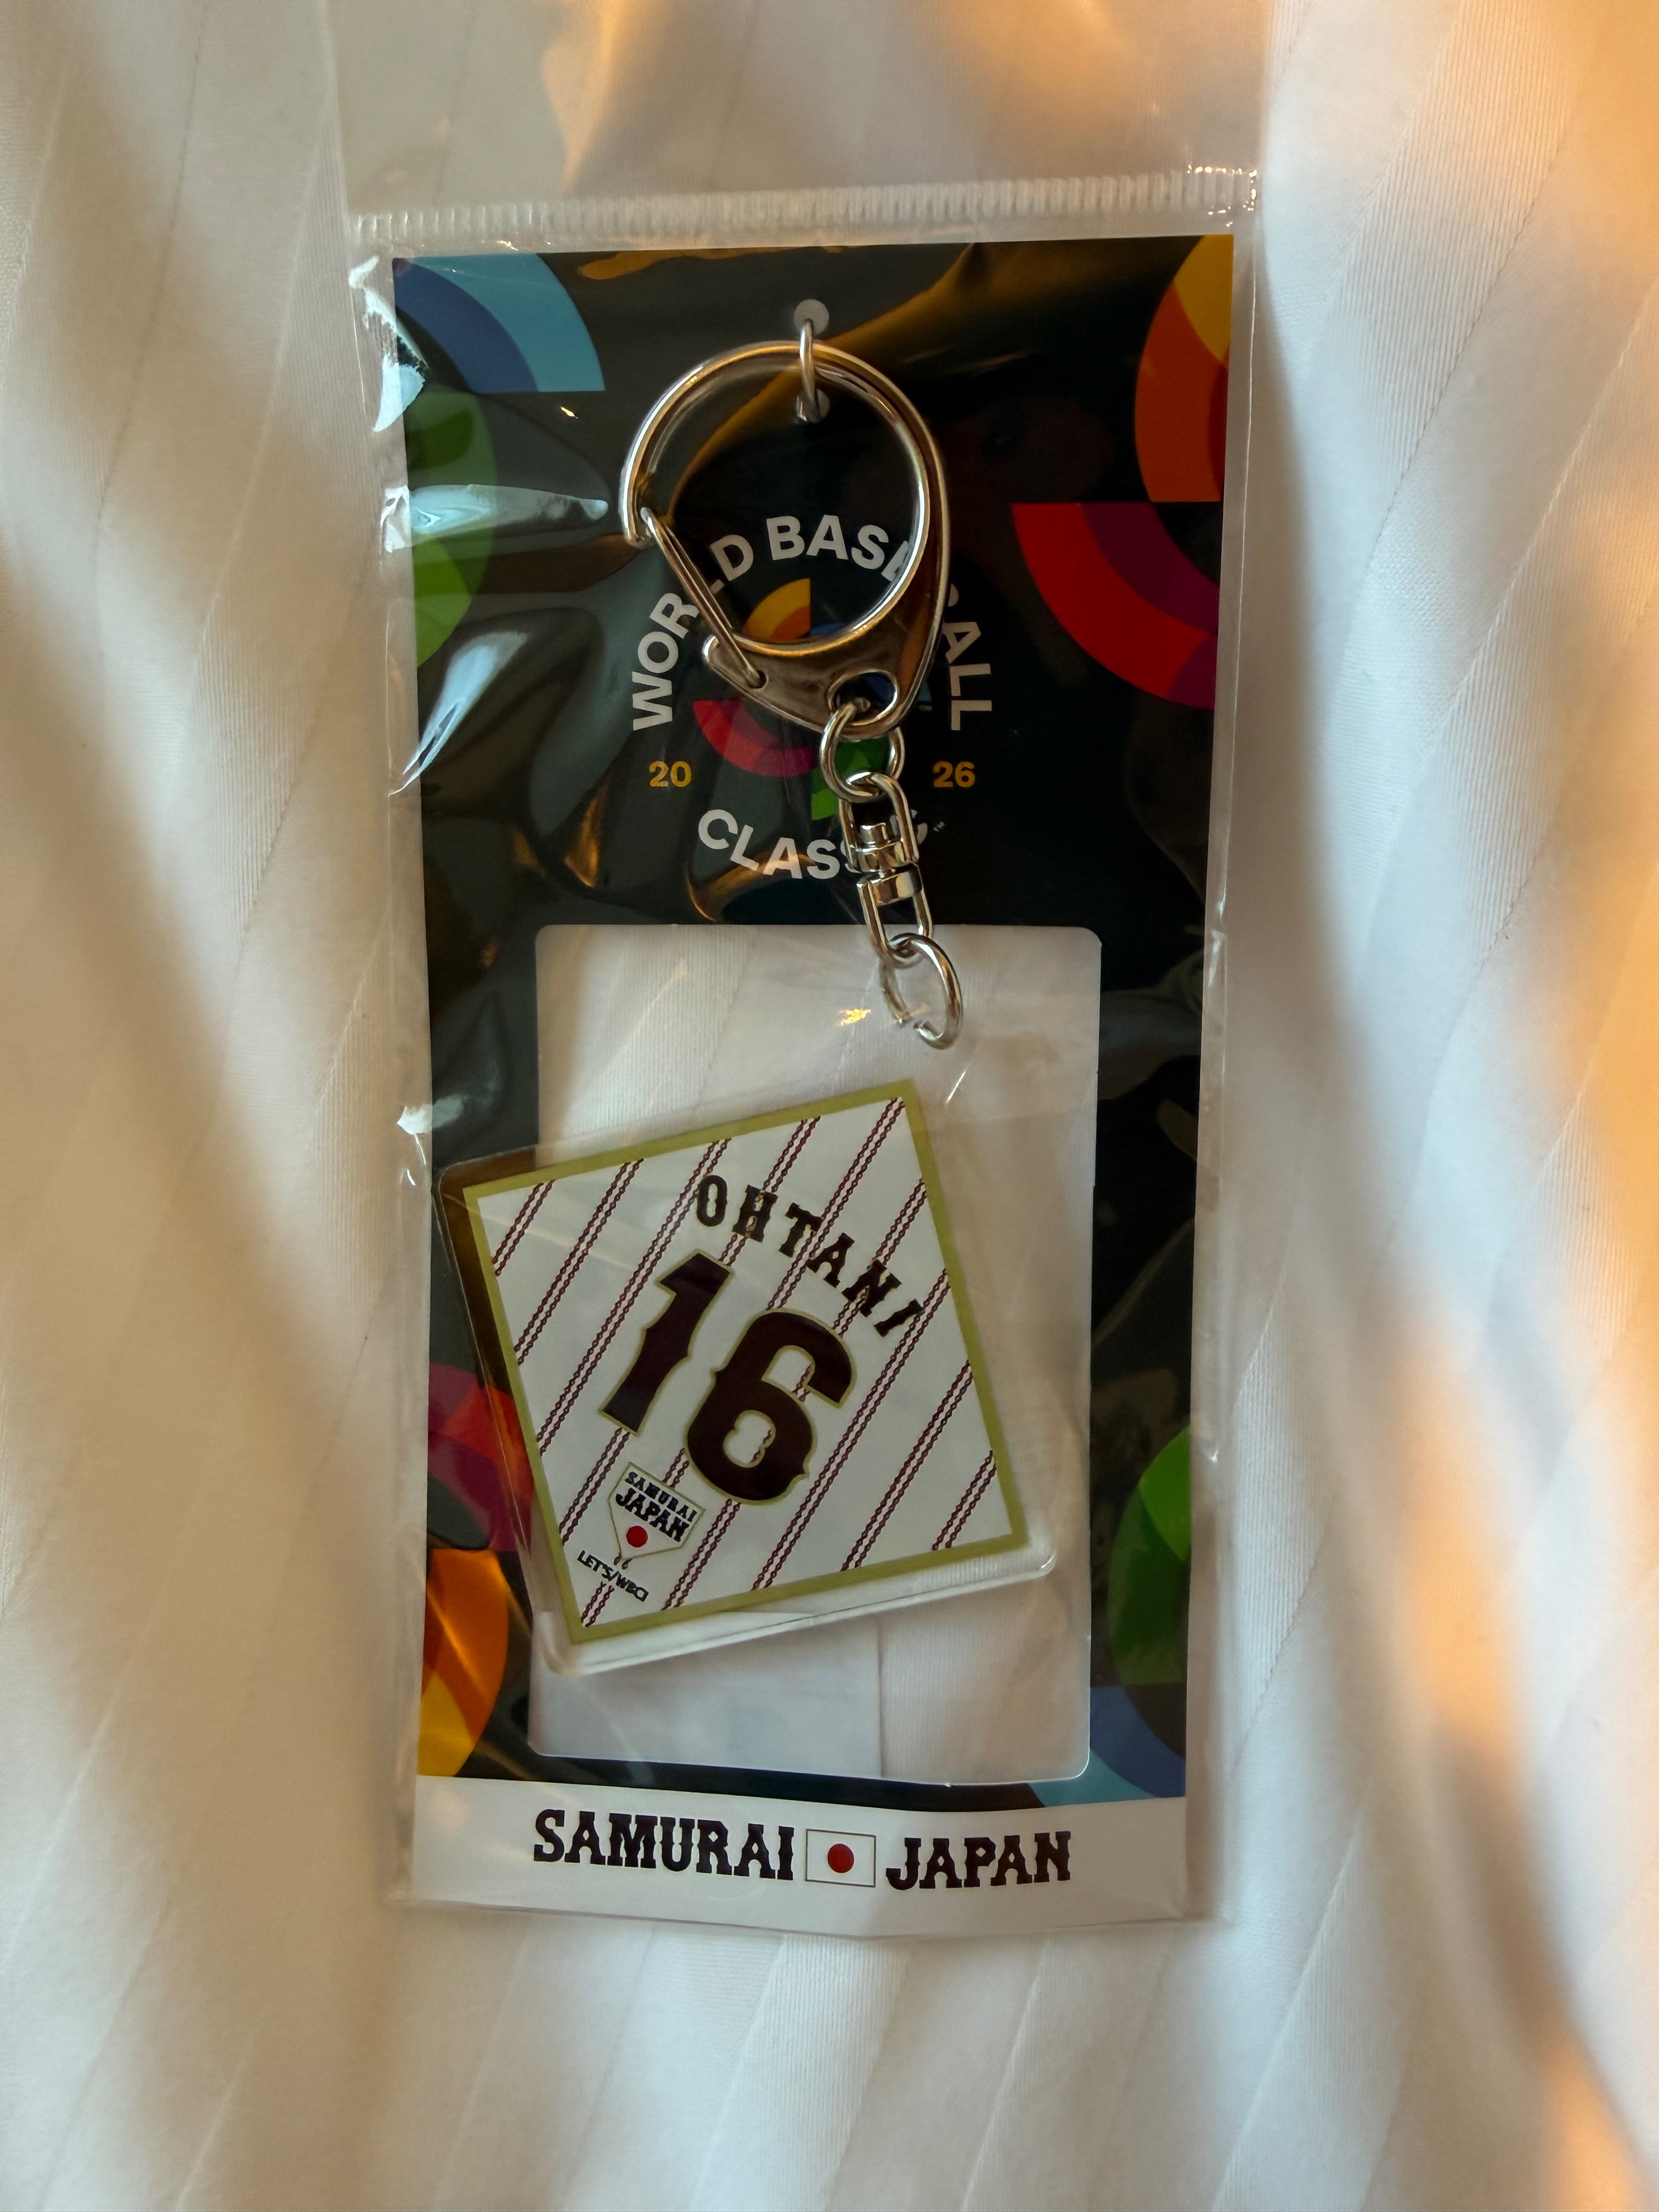 WORLD BASEBALL
20 26
CLASSIC
OHTANI
16
SAMURAI
JAPAN
LET'S/WBC!
SAMURAI JAPAN